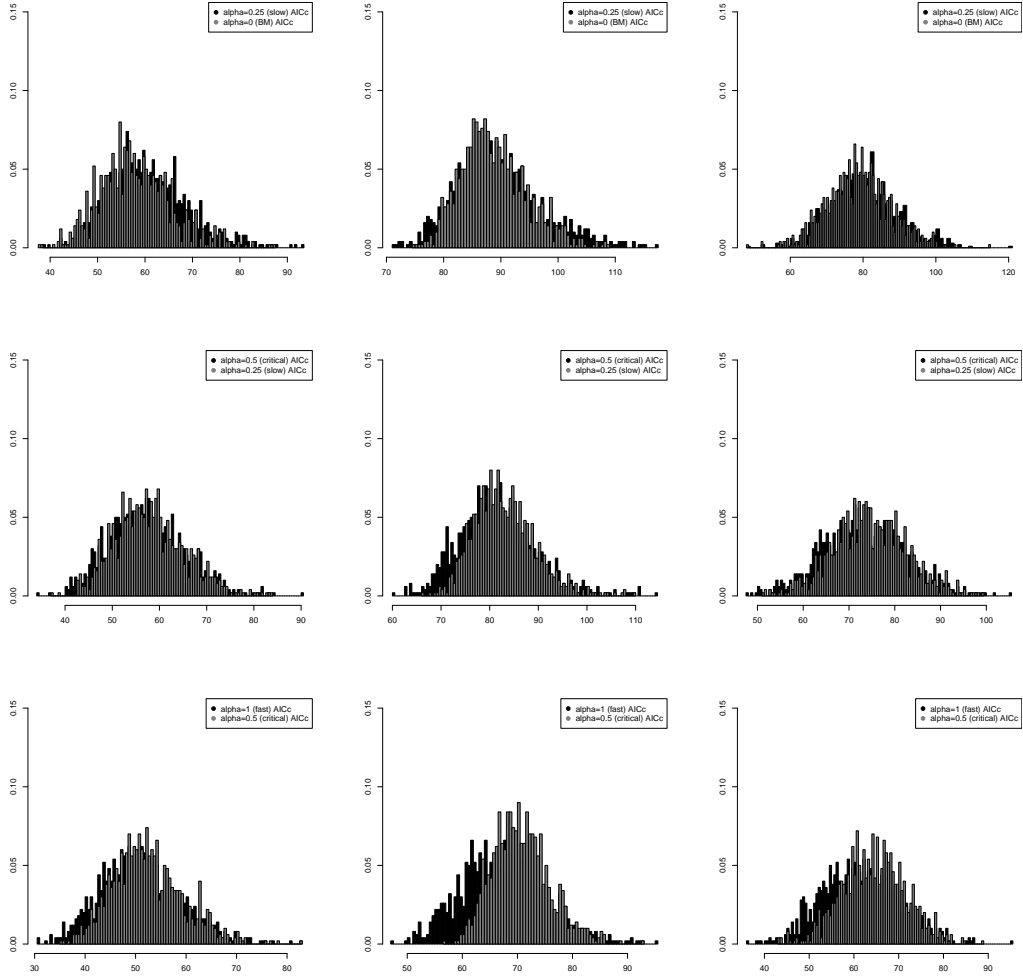 alpha=0.25 (slow) AICc
alpha=0 (BM) AICc
0.00 0.05 0.10 0.15
40 50 60 70 80 90
alpha=0.25 (slow) AICc
alpha=0 (BM) AICc
0.00 0.05 0.10 0.15
70 80 90 100 110
alpha=0.25 (slow) AICc
alpha=0 (BM) AICc
0.00 0.05 0.10 0.15
60 80 100 120
alpha=0.5 (critical) AICc
alpha=0.25 (slow) AICc
0.00 0.05 0.10 0.15
40 50 60 70 80 90
alpha=0.5 (critical) AICc
alpha=0.25 (slow) AICc
0.00 0.05 0.10 0.15
60 70 80 90 100 110
alpha=0.5 (critical) AICc
alpha=0.25 (slow) AICc
0.00 0.05 0.10 0.15
50 60 70 80 90 100
alpha=1 (fast) AICc
alpha=0.5 (critical) AICc
0.00 0.05 0.10 0.15
30 40 50 60 70 80
alpha=1 (fast) AICc
alpha=0.5 (critical) AICc
0.00 0.05 0.10 0.15
50 60 70 80 90
alpha=1 (fast) AICc
alpha=0.5 (critical) AICc
0.00 0.05 0.10 0.15
40 50 60 70 80 90